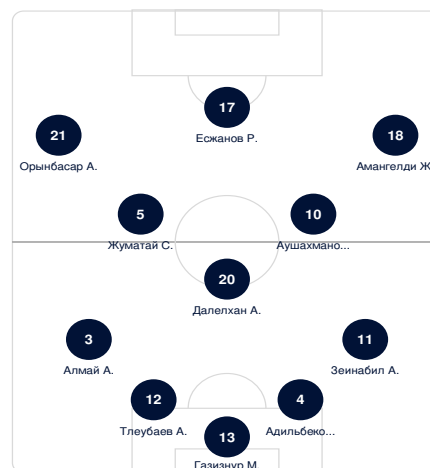 17
Есжанов Р.
21
Орынбасар А.
18
Амангелди Ж
5
Жуматай С.
10
Аушахмано...
20
Далелхан А.
3
Алмай А.
11
Зеинабил А.
12
Тлеубаев А.
4
Адильбеко...
13
Газизнур М.